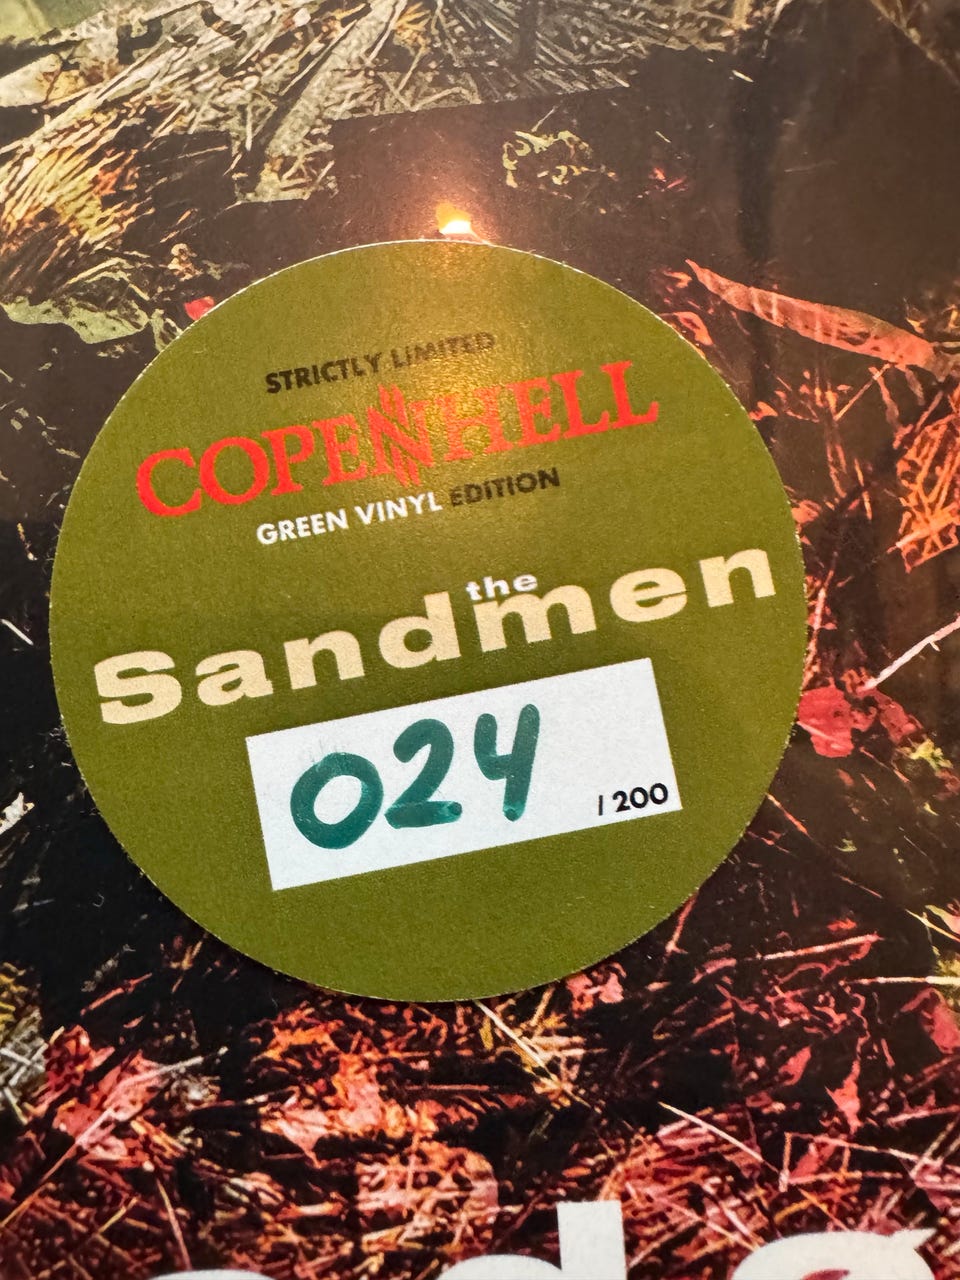 STRICTLY LIMITED
COPENHELL
GREEN VINYL EDITION
the
Sandmen
024 / 200